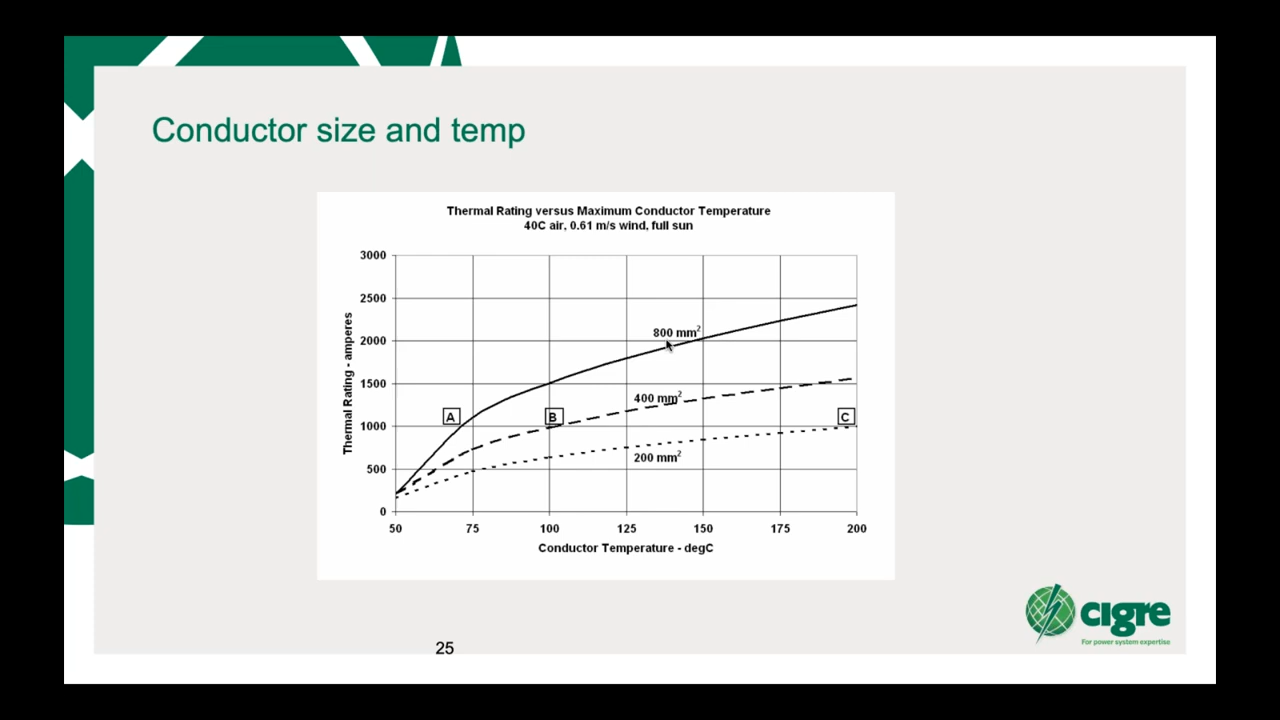 Conductor size and temp
Thermal Rating versus Maximum Conductor Temperature
40C air, 0.61 m/s wind, full sun
Thermal Rating - amperes
3000
2500
2000
1500
1000
500
0
800 mm²
400 mm²
200 mm²
A
B
C
50 75 100 125 150 175 200
Conductor Temperature - degC
cigre
For power system expertise
25